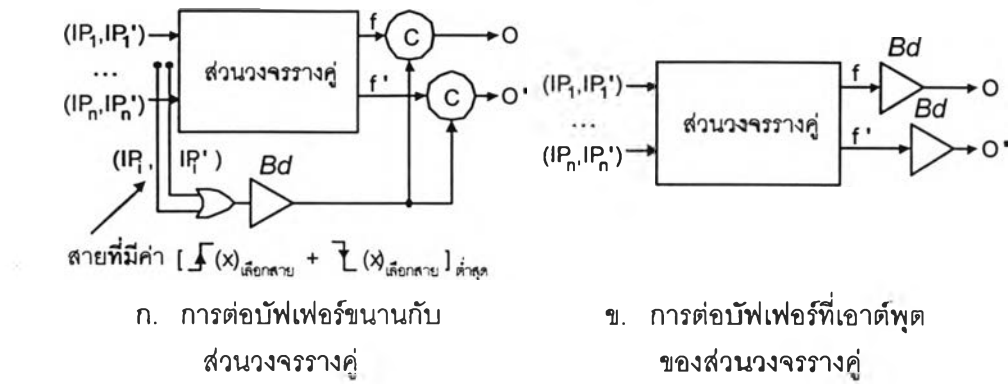 (IP₁,IP₁') f C O
... ส่วนวงจรรางคู่
(IPₙ,IPₙ') f' C O'
(IPᵢ, IPᵢ') Bd
สายที่มีค่า [ (x)เลือกสาย + (x)เลือกสาย ]ต่ำสุด
ก. การต่อบัฟเฟอร์ขนานกับ
ส่วนวงจรรางคู่
Bd
(IP₁,IP₁') f O
... ส่วนวงจรรางคู่ Bd
(IPₙ,IPₙ') f' O'
ข. การต่อบัฟเฟอร์ที่เอาต์พุต
ของส่วนวงจรรางคู่